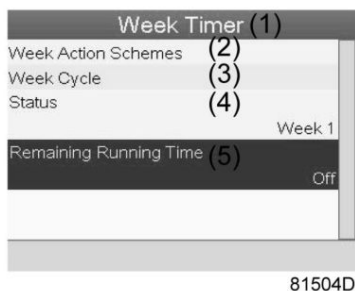 Week Timer (1)
Week Action Schemes (2)
Week Cycle (3)
Status (4)
Week 1
Remaining Running Time (5)
Off
81504D